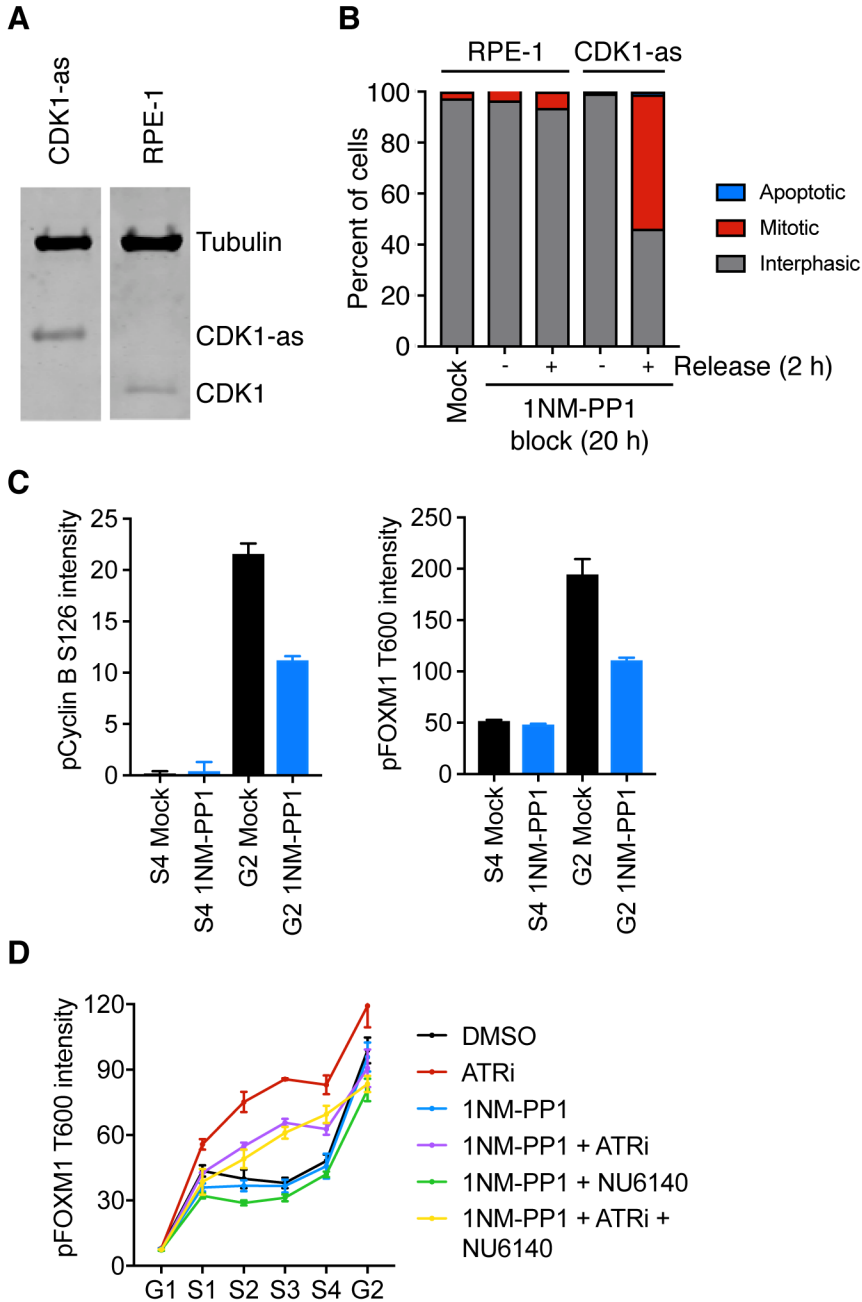 A
CDK1-as
RPE-1
Tubulin
CDK1-as
CDK1
B
RPE-1
CDK1-as
Percent of cells
100
80
60
40
20
0
Mock
-
+
-
+
Release (2 h)
1NM-PP1
block (20 h)
Apoptotic
Mitotic
Interphasic
C
pCyclin B S126 intensity
25
20
15
10
5
0
S4 Mock
S4 1NM-PP1
G2 Mock
G2 1NM-PP1
pFOXM1 T600 intensity
250
200
150
100
50
0
S4 Mock
S4 1NM-PP1
G2 Mock
G2 1NM-PP1
D
pFOXM1 T600 intensity
120
90
60
30
0
G1
S1
S2
S3
S4
G2
DMSO
ATRi
1NM-PP1
1NM-PP1 + ATRi
1NM-PP1 + NU6140
1NM-PP1 + ATRi +
NU6140